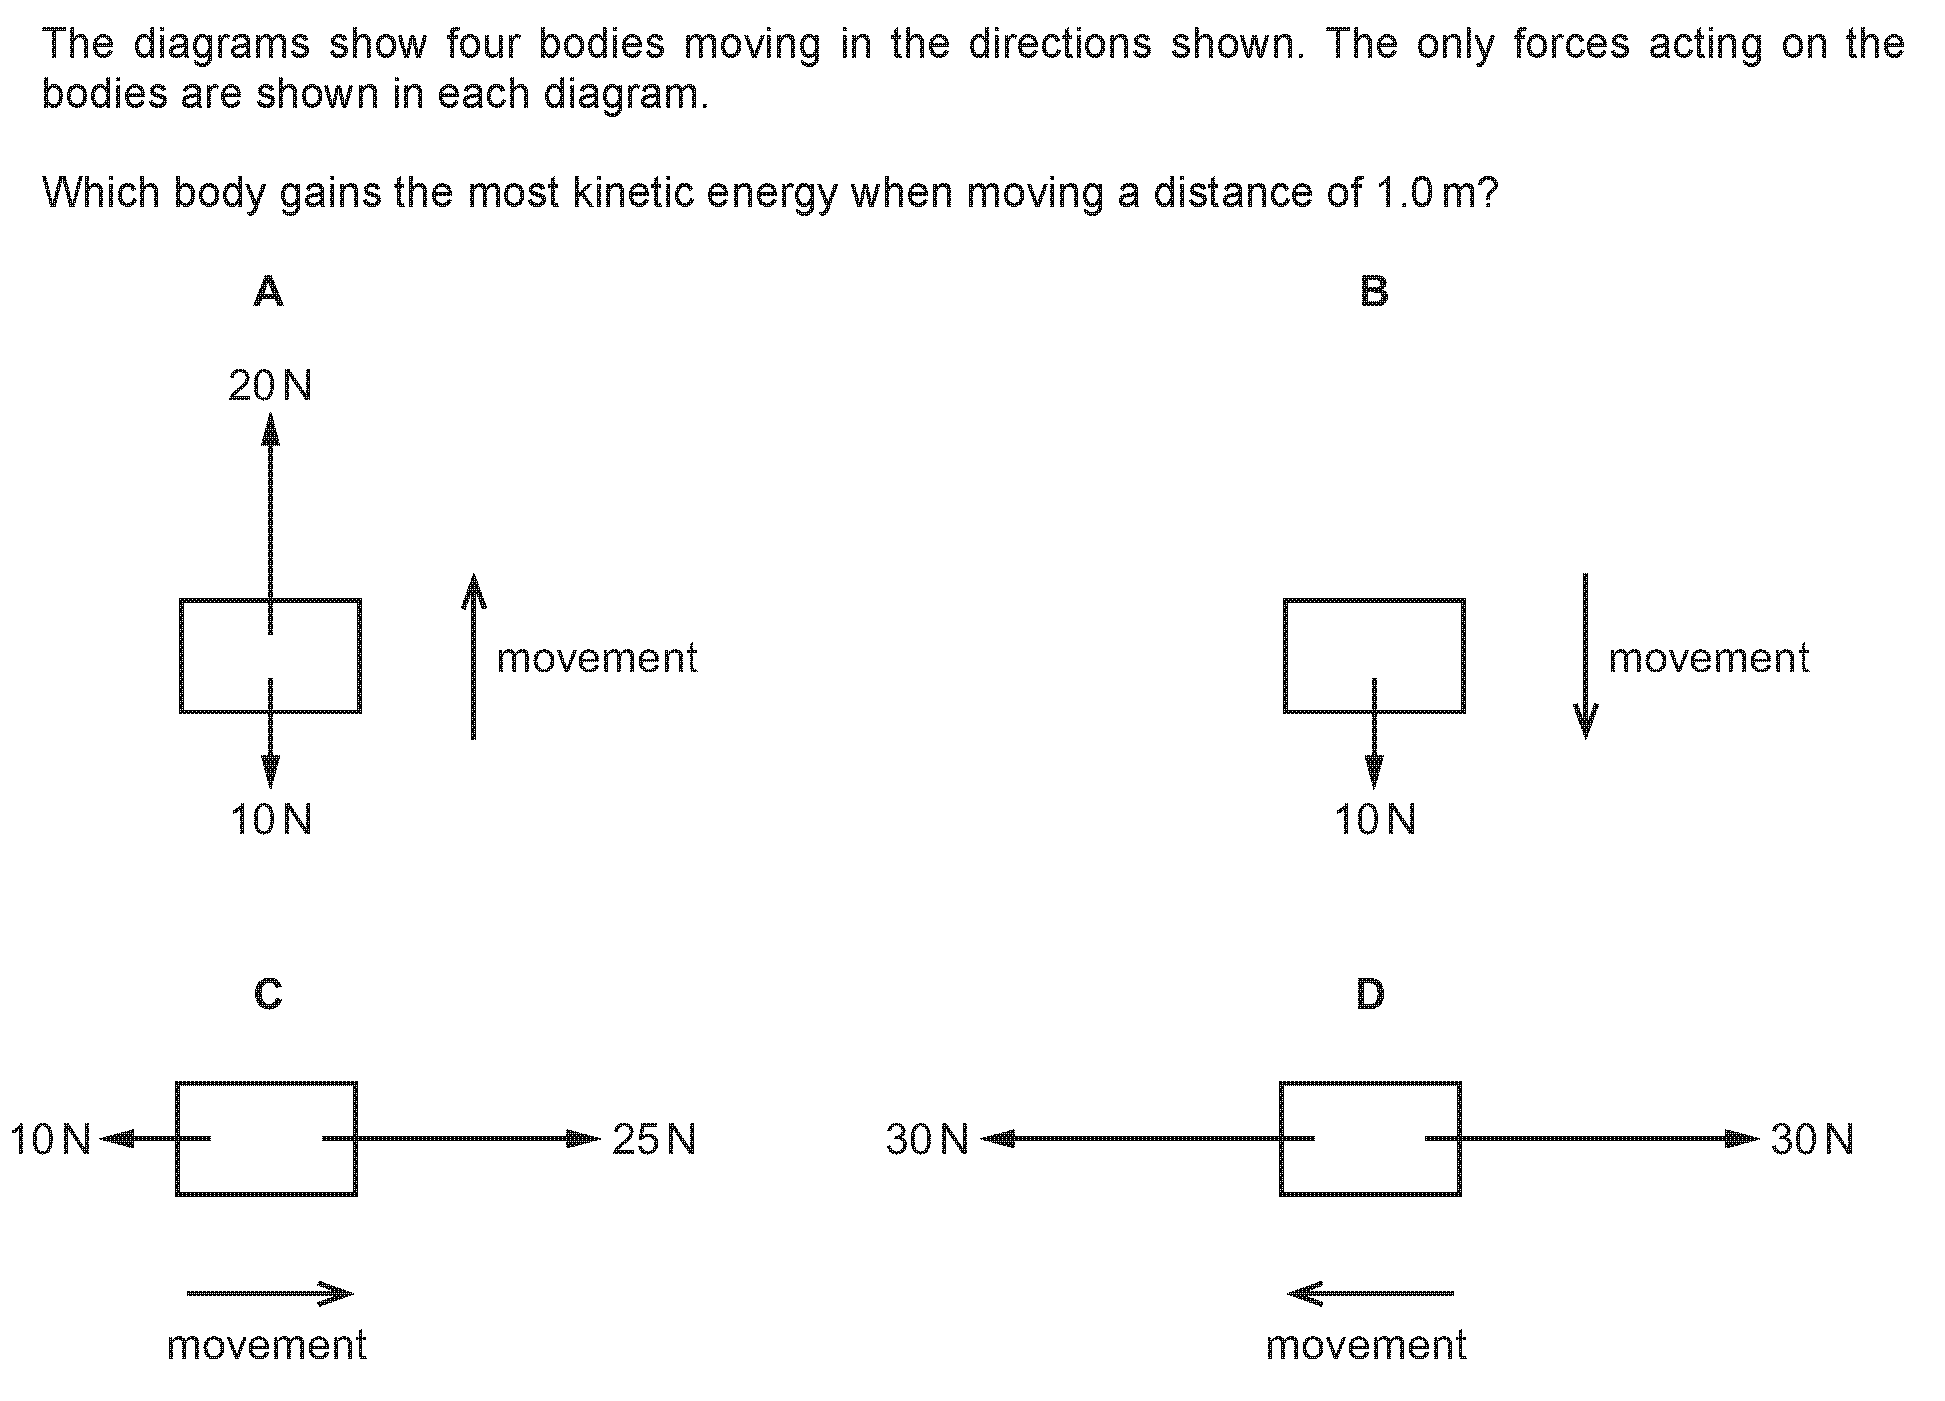 The diagrams show four bodies moving in the directions shown. The only forces acting on the
bodies are shown in each diagram.
Which body gains the most kinetic energy when moving a distance of 1.0 m?
A
B
20 N
movement
movement
10 N
10 N
C
D
10 N
25 N
30 N
30 N
movement
movement